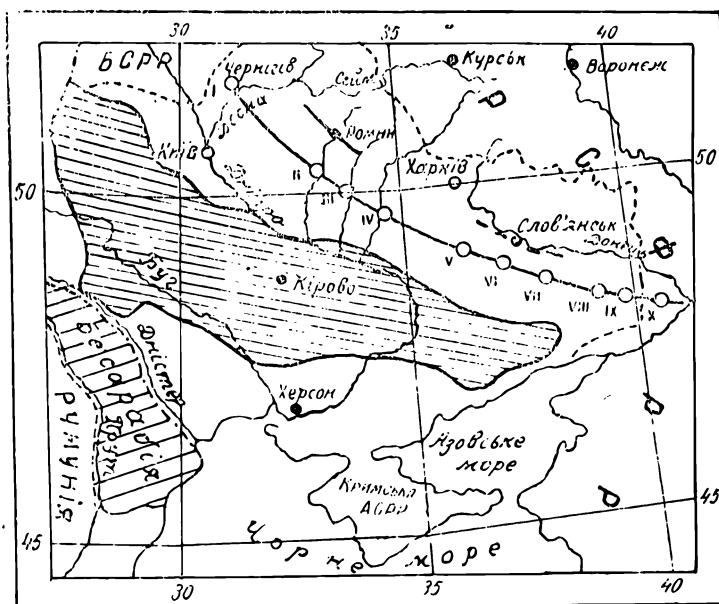 30
35
40
БСРР
Чернігів
Сейм
Курськ
Воронеж
Десна
Ромни
Київ
Харків
50
50
I
II
III
IV
V
VI
VII
VIII
IX
X
Слов'янськ
Донець
Р
С
Ф
Р
Р
Буг
Кірово
Дністер
Бесарабія
Прут
РУМУНІЯ
Херсон
Азовське
море
Кримська
АСРР
45
45
Чорне море
30
35
40